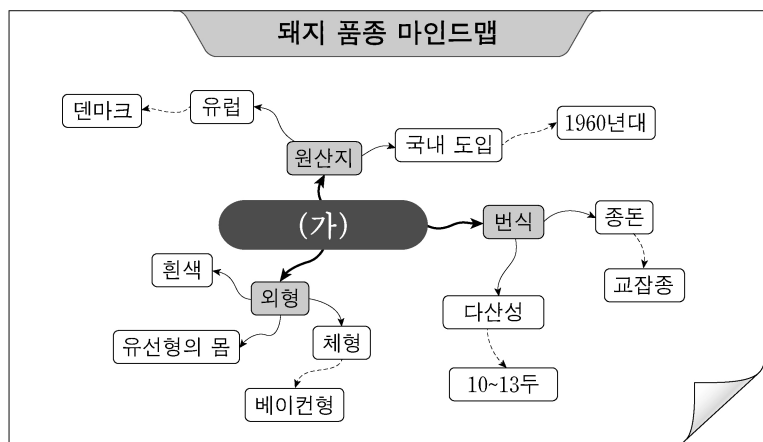 돼지 품종 마인드맵
덴마크
유럽
원산지
국내 도입
1960년대
(가)
번식
종돈
교잡종
다산성
10~13두
흰색
외형
유선형의 몸
체형
베이컨형